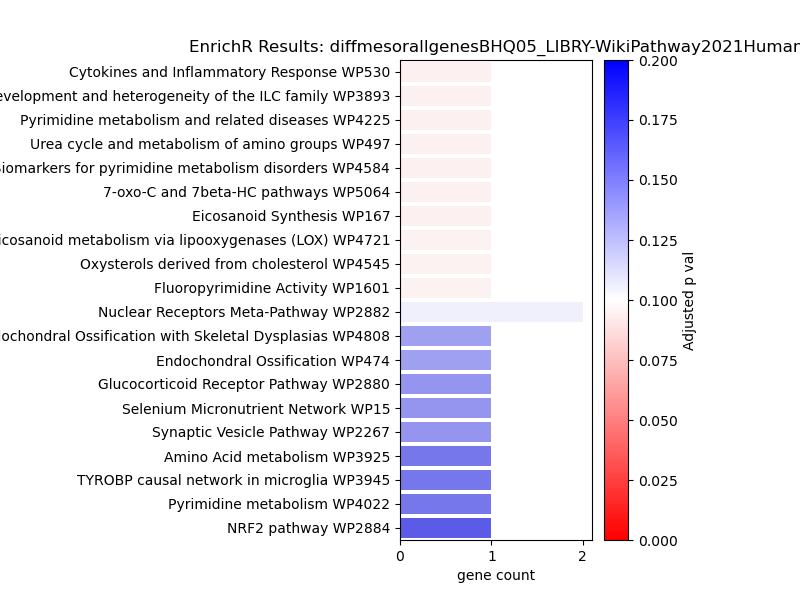 EnrichR Results: diffmesorallgenesBHQ05_LIBRY-WikiPathway2021Human
Cytokines and Inflammatory Response WP530
evelopment and heterogeneity of the ILC family WP3893
Pyrimidine metabolism and related diseases WP4225
Urea cycle and metabolism of amino groups WP497
Biomarkers for pyrimidine metabolism disorders WP4584
7-oxo-C and 7beta-HC pathways WP5064
Eicosanoid Synthesis WP167
icosanoid metabolism via lipooxygenases (LOX) WP4721
Oxysterols derived from cholesterol WP4545
Fluoropyrimidine Activity WP1601
Nuclear Receptors Meta-Pathway WP2882
ochondral Ossification with Skeletal Dysplasias WP4808
Endochondral Ossification WP474
Glucocorticoid Receptor Pathway WP2880
Selenium Micronutrient Network WP15
Synaptic Vesicle Pathway WP2267
Amino Acid metabolism WP3925
TYROBP causal network in microglia WP3945
Pyrimidine metabolism WP4022
NRF2 pathway WP2884
0 1 2
gene count
0.200
0.175
0.150
0.125
0.100
0.075
0.050
0.025
0.000
Adjusted p val